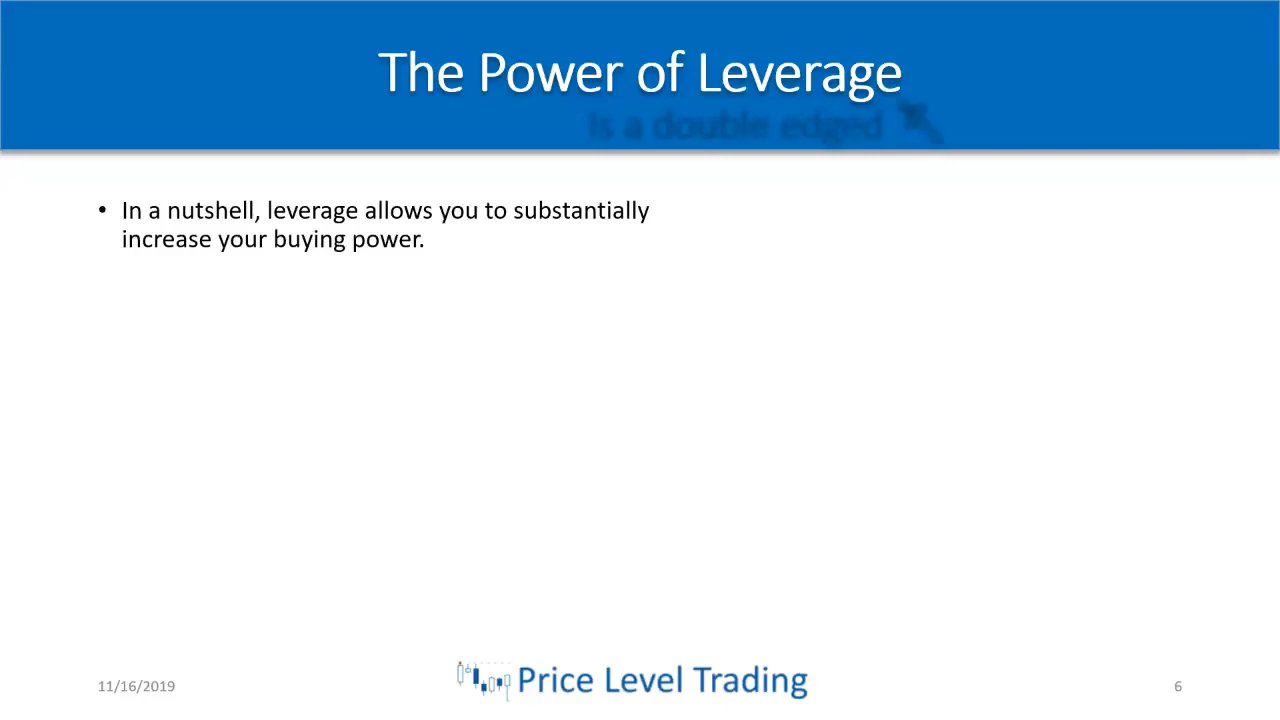 The Power of Leverage
Is a double edged
• In a nutshell, leverage allows you to substantially
increase your buying power.
11/16/2019
Price Level Trading
6